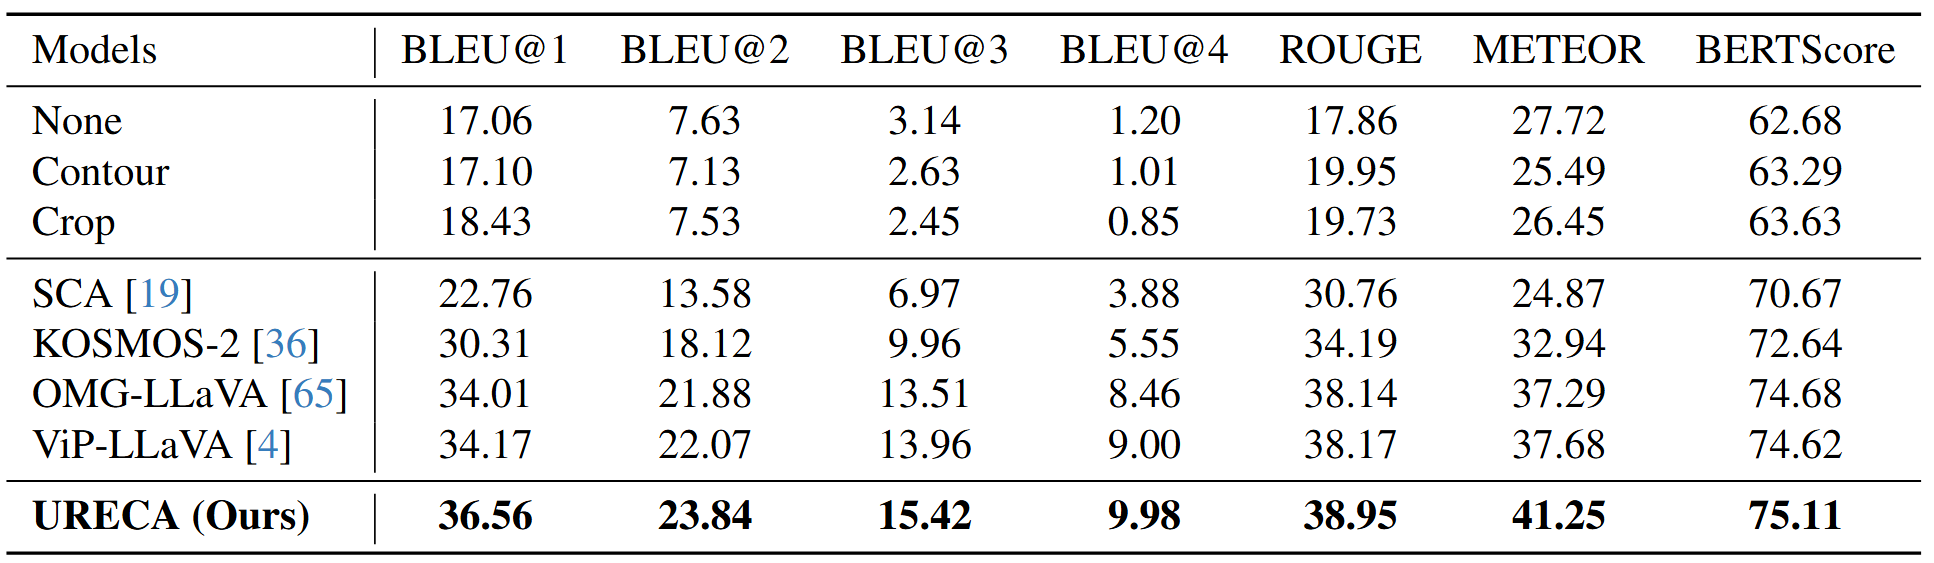 Models BLEU@1 BLEU@2 BLEU@3 BLEU@4 ROUGE METEOR BERTScore
None 17.06 7.63 3.14 1.20 17.86 27.72 62.68
Contour 17.10 7.13 2.63 1.01 19.95 25.49 63.29
Crop 18.43 7.53 2.45 0.85 19.73 26.45 63.63
SCA [19] 22.76 13.58 6.97 3.88 30.76 24.87 70.67
KOSMOS-2 [36] 30.31 18.12 9.96 5.55 34.19 32.94 72.64
OMG-LLaVA [65] 34.01 21.88 13.51 8.46 38.14 37.29 74.68
ViP-LLaVA [4] 34.17 22.07 13.96 9.00 38.17 37.68 74.62
URECA (Ours) 36.56 23.84 15.42 9.98 38.95 41.25 75.11